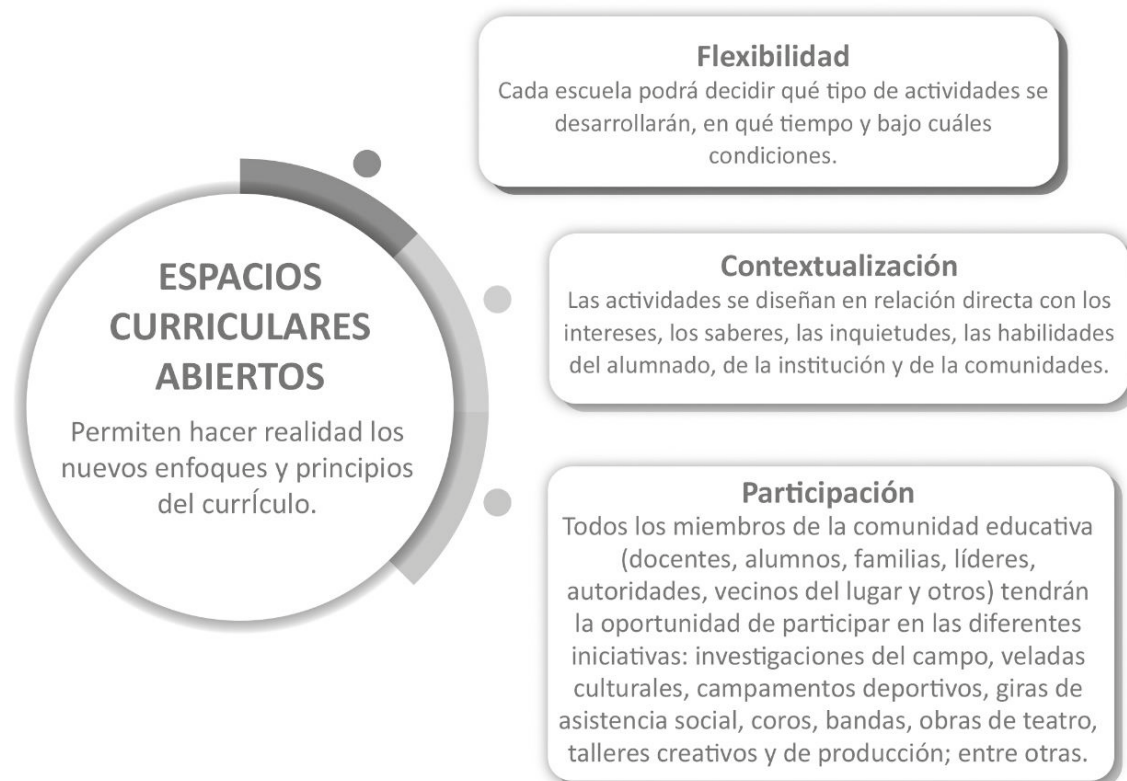 ESPACIOS
CURRICULARES
ABIERTOS
Permiten hacer realidad los
nuevos enfoques y principios
del currÍculo.
Flexibilidad
Cada escuela podrá decidir qué tipo de actividades se
desarrollarán, en qué tiempo y bajo cuáles
condiciones.
Contextualización
Las actividades se diseñan en relación directa con los
intereses, los saberes, las inquietudes, las habilidades
del alumnado, de la institución y de la comunidades.
Participación
Todos los miembros de la comunidad educativa
(docentes, alumnos, familias, líderes,
autoridades, vecinos del lugar y otros) tendrán
la oportunidad de participar en las diferentes
iniciativas: investigaciones del campo, veladas
culturales, campamentos deportivos, giras de
asistencia social, coros, bandas, obras de teatro,
talleres creativos y de producción; entre otras.